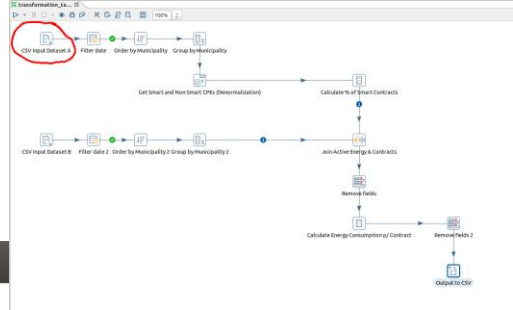 transformation_ta...
100%
CSV Input Dataset A
Filter date
Order by Municipality
Group by Municipality
Get Smart and Non Smart CPEs (Denormalization)
Calculate % of Smart Contracts
CSV Input Dataset B
Filter date 2
Order by Municipality 2
Group by Municipality 2
Join Active Energy & Contracts
Remove fields
Calculate Energy Consumption p/ Contract
Remove fields 2
Output to CSV